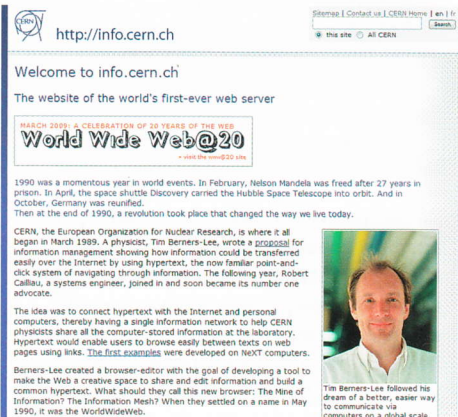 Sitemap | Contact us | CERN Home | en | fr
CERN
http://info.cern.ch
Search
this site All CERN
Welcome to info.cern.ch
The website of the world's first-ever web server
MARCH 2009: A CELEBRATION OF 20 YEARS OF THE WEB
World Wide Web@20
visit the www@20 site
1990 was a momentous year in world events. In February, Nelson Mandela was freed after 27 years in
prison. In April, the space shuttle Discovery carried the Hubble Space Telescope into orbit. And in
October, Germany was reunified.
Then at the end of 1990, a revolution took place that changed the way we live today.
CERN, the European Organization for Nuclear Research, is where it all
began in March 1989. A physicist, Tim Berners-Lee, wrote a proposal for
information management showing how information could be transferred
easily over the Internet by using hypertext, the now familiar point-and-
click system of navigating through information. The following year, Robert
Cailliau, a systems engineer, joined in and soon became its number one
advocate.
The idea was to connect hypertext with the Internet and personal
computers, thereby having a single information network to help CERN
physicists share all the computer-stored information at the laboratory.
Hypertext would enable users to browse easily between texts on web
pages using links. The first examples were developed on NeXT computers.
Berners-Lee created a browser-editor with the goal of developing a tool to
make the Web a creative space to share and edit information and build a
common hypertext. What should they call this new browser: The Mine of
Information? The Information Mesh? When they settled on a name in May
1990, it was the WorldWideWeb.
Tim Berners-Lee followed his
dream of a better, easier way
to communicate via
computers on a global scale,